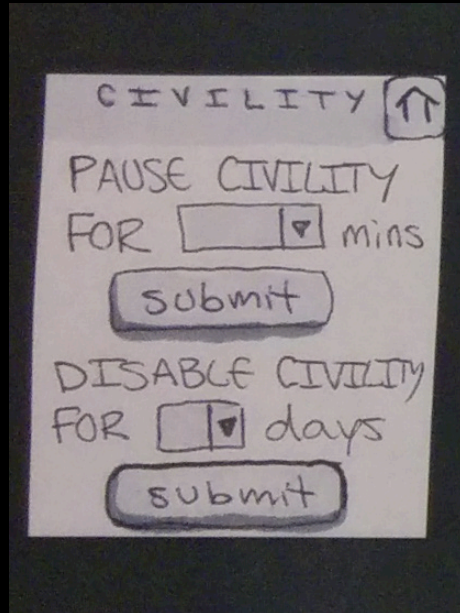 CIVILITY
PAUSE CIVILITY
FOR mins
submit
DISABLE CIVILITY
FOR days
submit